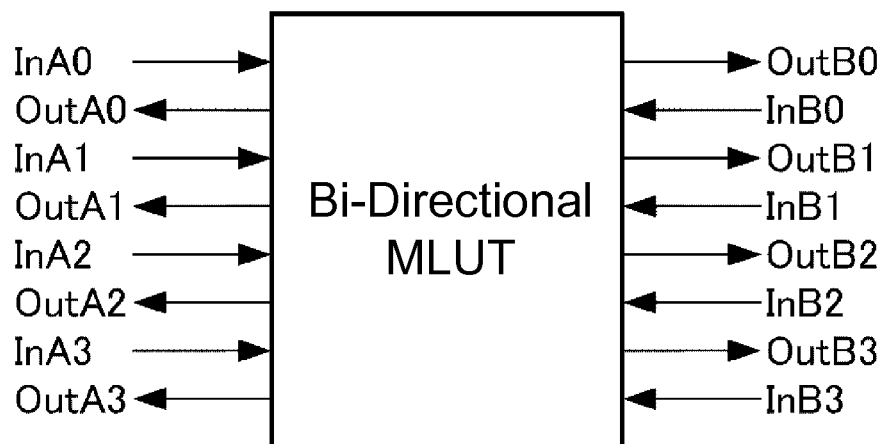 InA0
OutA0
InA1
OutA1
InA2
OutA2
InA3
OutA3
Bi-Directional
MLUT
OutB0
InB0
OutB1
InB1
OutB2
InB2
OutB3
InB3